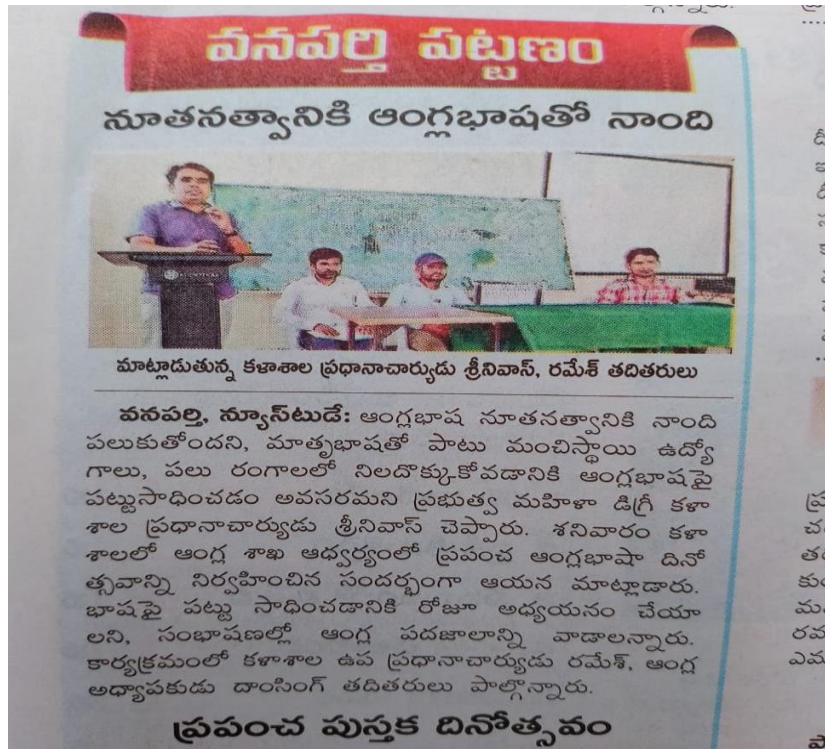 వనపర్తి పట్టణం
నూతనత్వానికి ఆంగ్లభాషతో నాంది
మాట్లాడుతున్న కళాశాల ప్రధానాచార్యుడు శ్రీనివాస్, రమేశ్ తదితరులు
వనపర్తి, న్యూస్‌టుడే: ఆంగ్లభాష నూతనత్వానికి నాంది
పలుకుతోందని, మాతృభాషతో పాటు మంచిస్థాయి ఉద్యో
గాలు, పలు రంగాలలో నిలదొక్కుకోవడానికి ఆంగ్లభాషపై
పట్టుసాధించడం అవసరమని ప్రభుత్వ మహిళా డిగ్రీ కళా
శాల ప్రధానాచార్యుడు శ్రీనివాస్ చెప్పారు. శనివారం కళా
శాలలో ఆంగ్ల శాఖ ఆధ్వర్యంలో ప్రపంచ ఆంగ్లభాషా దినో
త్సవాన్ని నిర్వహించిన సందర్భంగా ఆయన మాట్లాడారు.
భాషపై పట్టు సాధించడానికి రోజూ అధ్యయనం చేయా
లని, సంభాషణల్లో ఆంగ్ల పదజాలాన్ని వాడాలన్నారు.
కార్యక్రమంలో కళాశాల ఉప ప్రధానాచార్యుడు రమేశ్, ఆంగ్ల
అధ్యాపకుడు దాంసింగ్ తదితరులు పాల్గొన్నారు.
ప్రపంచ పుస్తక దినోత్సవం